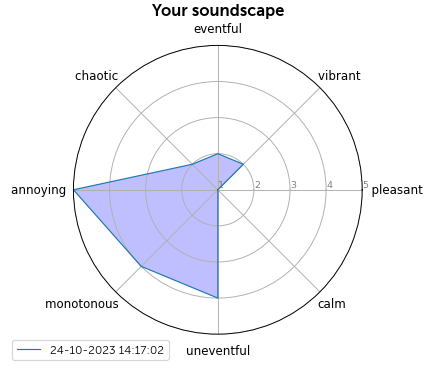 Your soundscape
eventful
chaotic
vibrant
annoying
1 2 3 4 5
pleasant
monotonous
calm
uneventful
24-10-2023 14:17:02